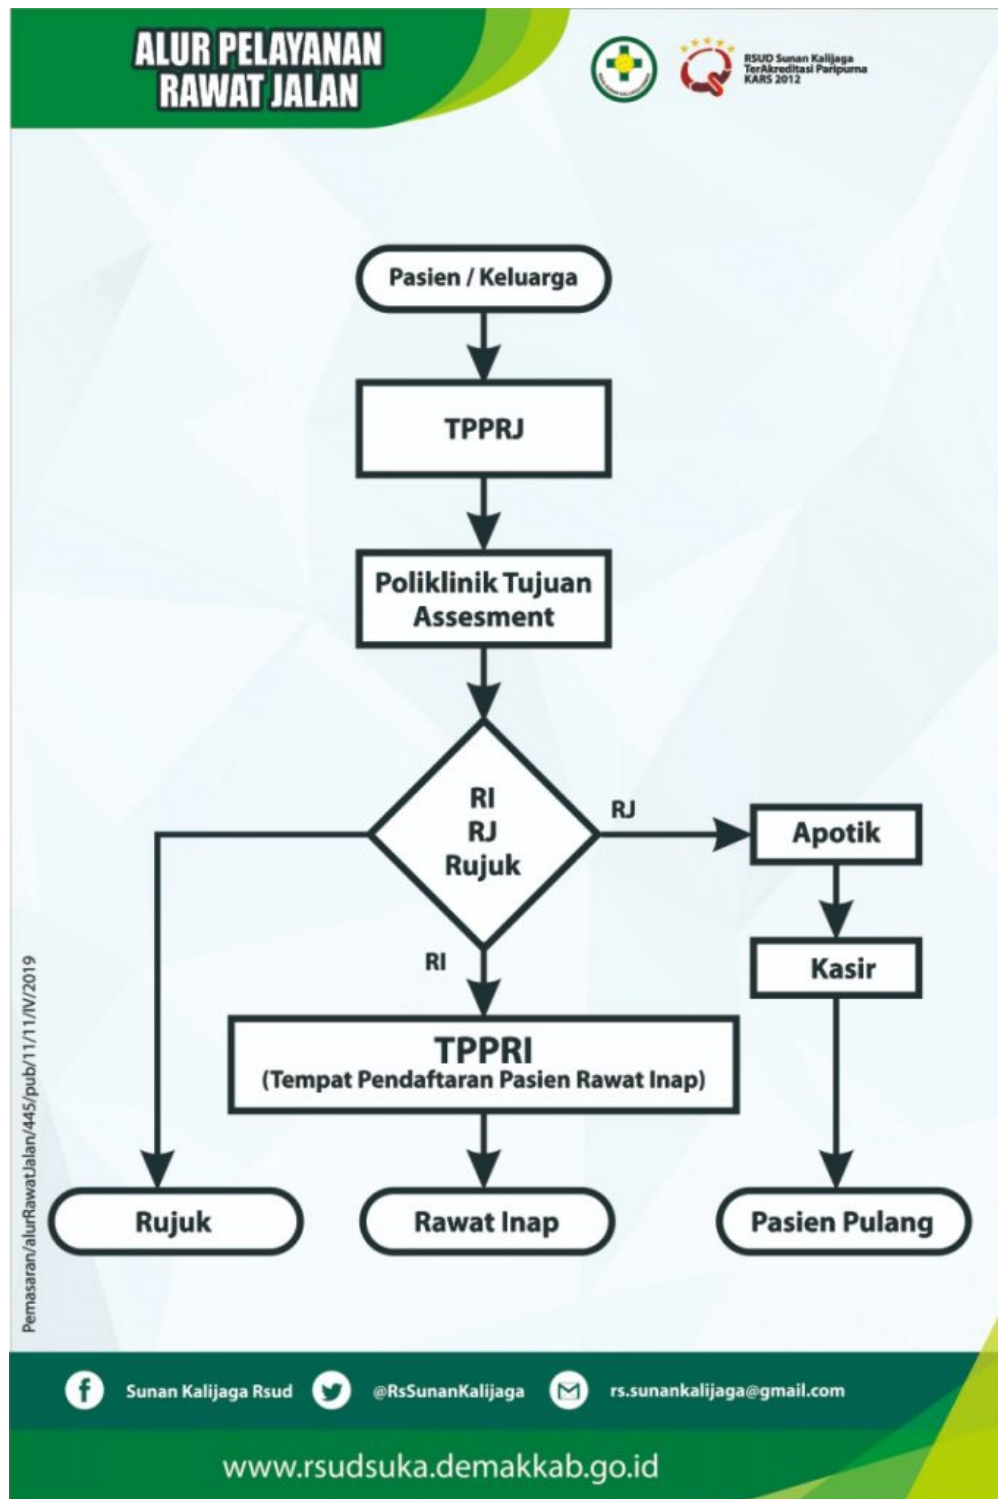 ALUR PELAYANAN
RAWAT JALAN
RSUD Sunan Kalijaga
TerAkreditasi Paripurna
KARS 2012
Pasien / Keluarga
TPPRJ
Poliklinik Tujuan
Assesment
RI
RJ
Rujuk
RJ
Apotik
Kasir
RI
TPPRI
(Tempat Pendaftaran Pasien Rawat Inap)
Rujuk
Rawat Inap
Pasien Pulang
Pemasaran/alurRawatJalan/445/pub/11/11/IV/2019
Sunan Kalijaga Rsud
@RsSunanKalijaga
rs.sunankalijaga@gmail.com
www.rsudsuka.demakkab.go.id